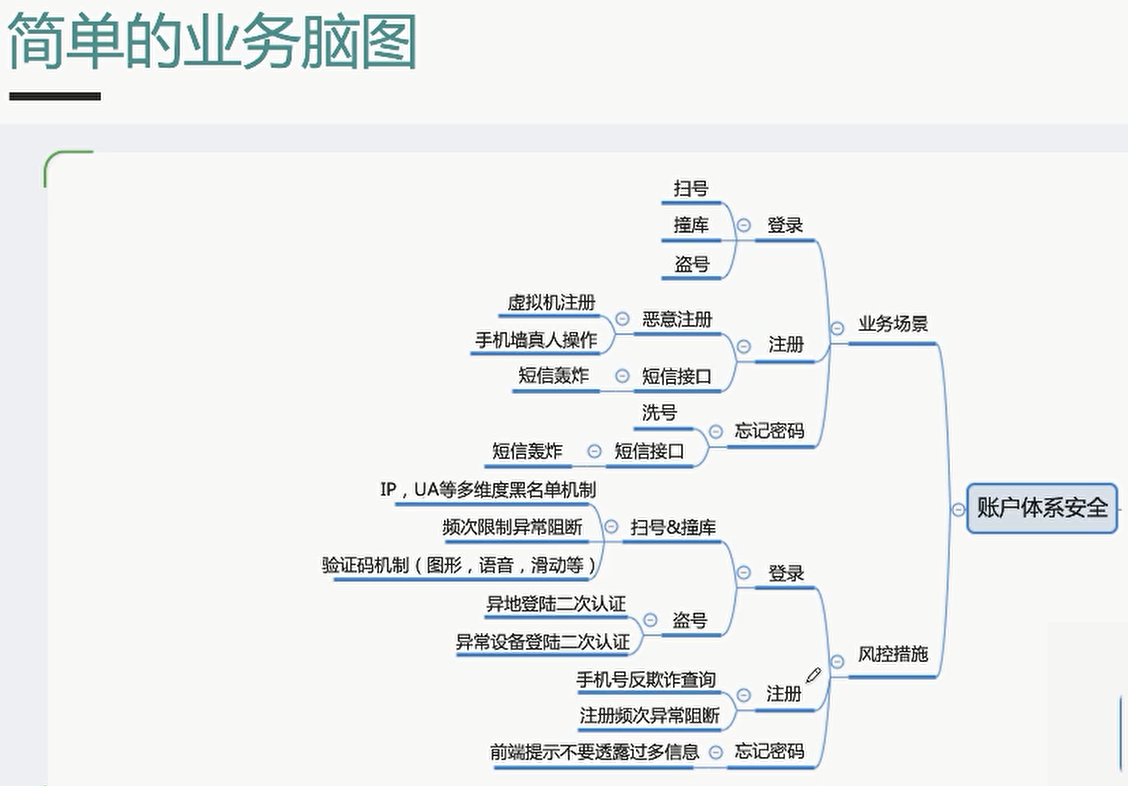 简单的业务脑图
扫号
撞库
登录
盗号
虚拟机注册
恶意注册
业务场景
手机墙真人操作
注册
短信轰炸
短信接口
洗号
忘记密码
短信轰炸
短信接口
IP，UA等多维度黑名单机制
账户体系安全
频次限制异常阻断
扫号&撞库
验证码机制（图形，语音，滑动等）
登录
异地登陆二次认证
盗号
异常设备登陆二次认证
风控措施
手机号反欺诈查询
注册
注册频次异常阻断
前端提示不要透露过多信息
忘记密码